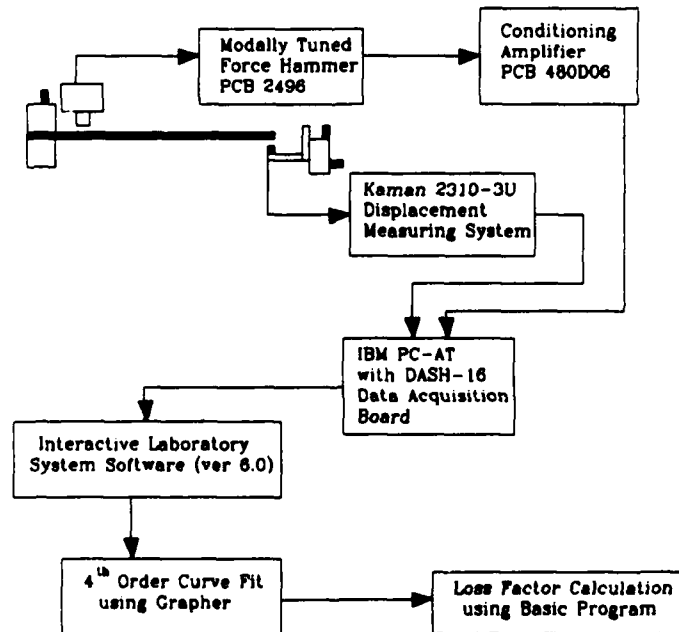 Modally Tuned
Force Hammer
PCB 2496
Conditioning
Amplifier
PCB 480D06
Kaman 2310-3U
Displacement
Measuring System
IBM PC-AT
with DASH-16
Data Acquisition
Board
Interactive Laboratory
System Software (ver 6.0)
4th Order Curve Fit
using Grapher
Loss Factor Calculation
using Basic Program